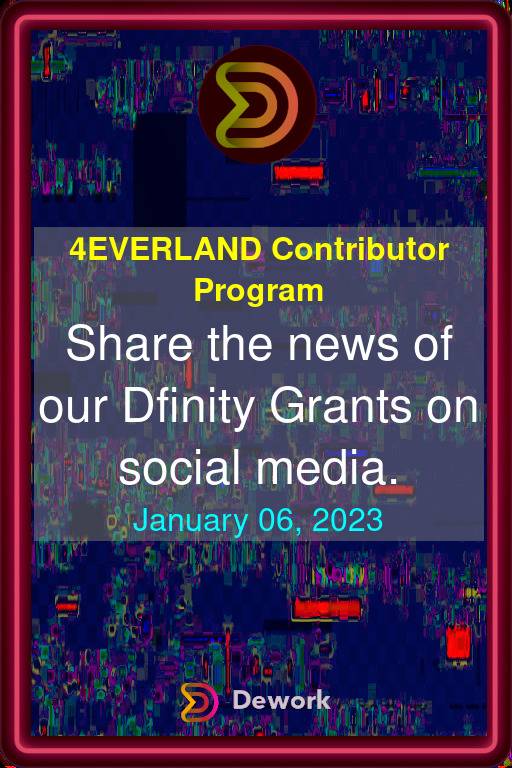 4EVERLAND Contributor
Program
Share the news of
our Dfinity Grants on
social media.
January 06, 2023
Dework